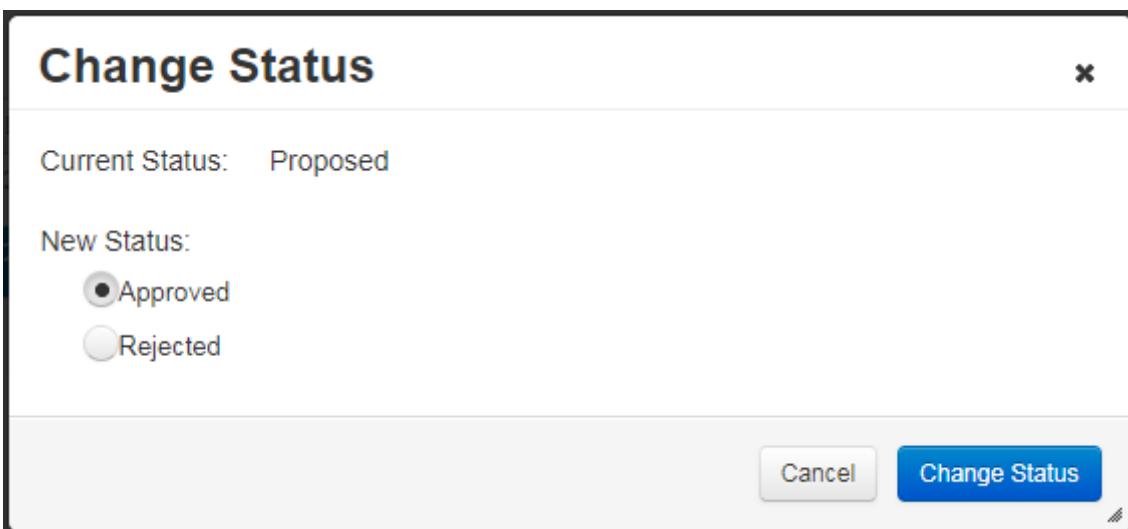 Change Status
Current Status: Proposed
New Status:
Approved
Rejected
Cancel Change Status